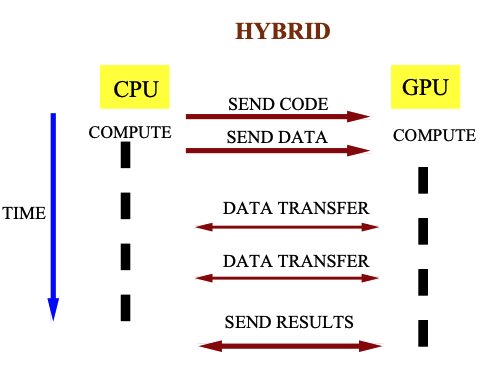 HYBRID
CPU
GPU
SEND CODE
COMPUTE
SEND DATA
COMPUTE
TIME
DATA TRANSFER
DATA TRANSFER
SEND RESULTS